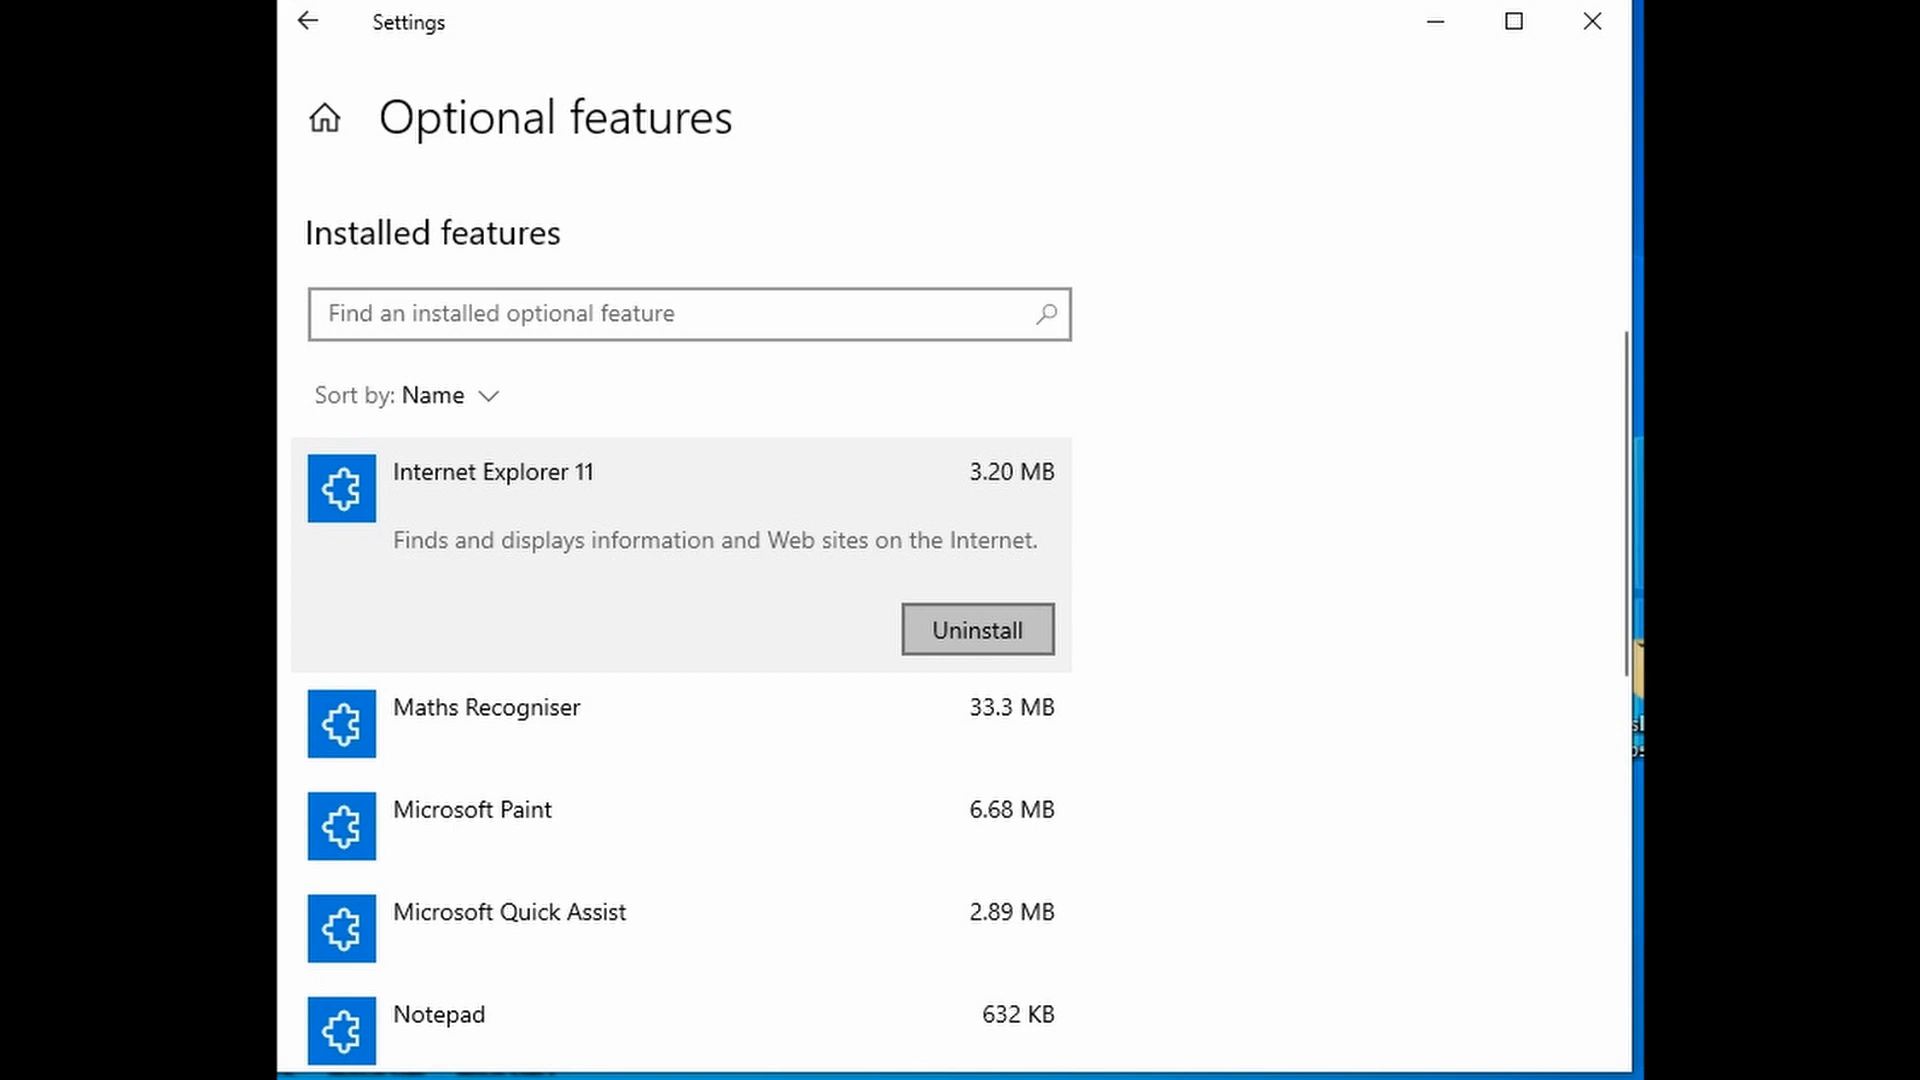 Settings
Optional features
Installed features
Find an installed optional feature
Sort by: Name
Internet Explorer 11 3.20 MB
Finds and displays information and Web sites on the Internet.
Uninstall
Maths Recogniser 33.3 MB
Microsoft Paint 6.68 MB
Microsoft Quick Assist 2.89 MB
Notepad 632 KB